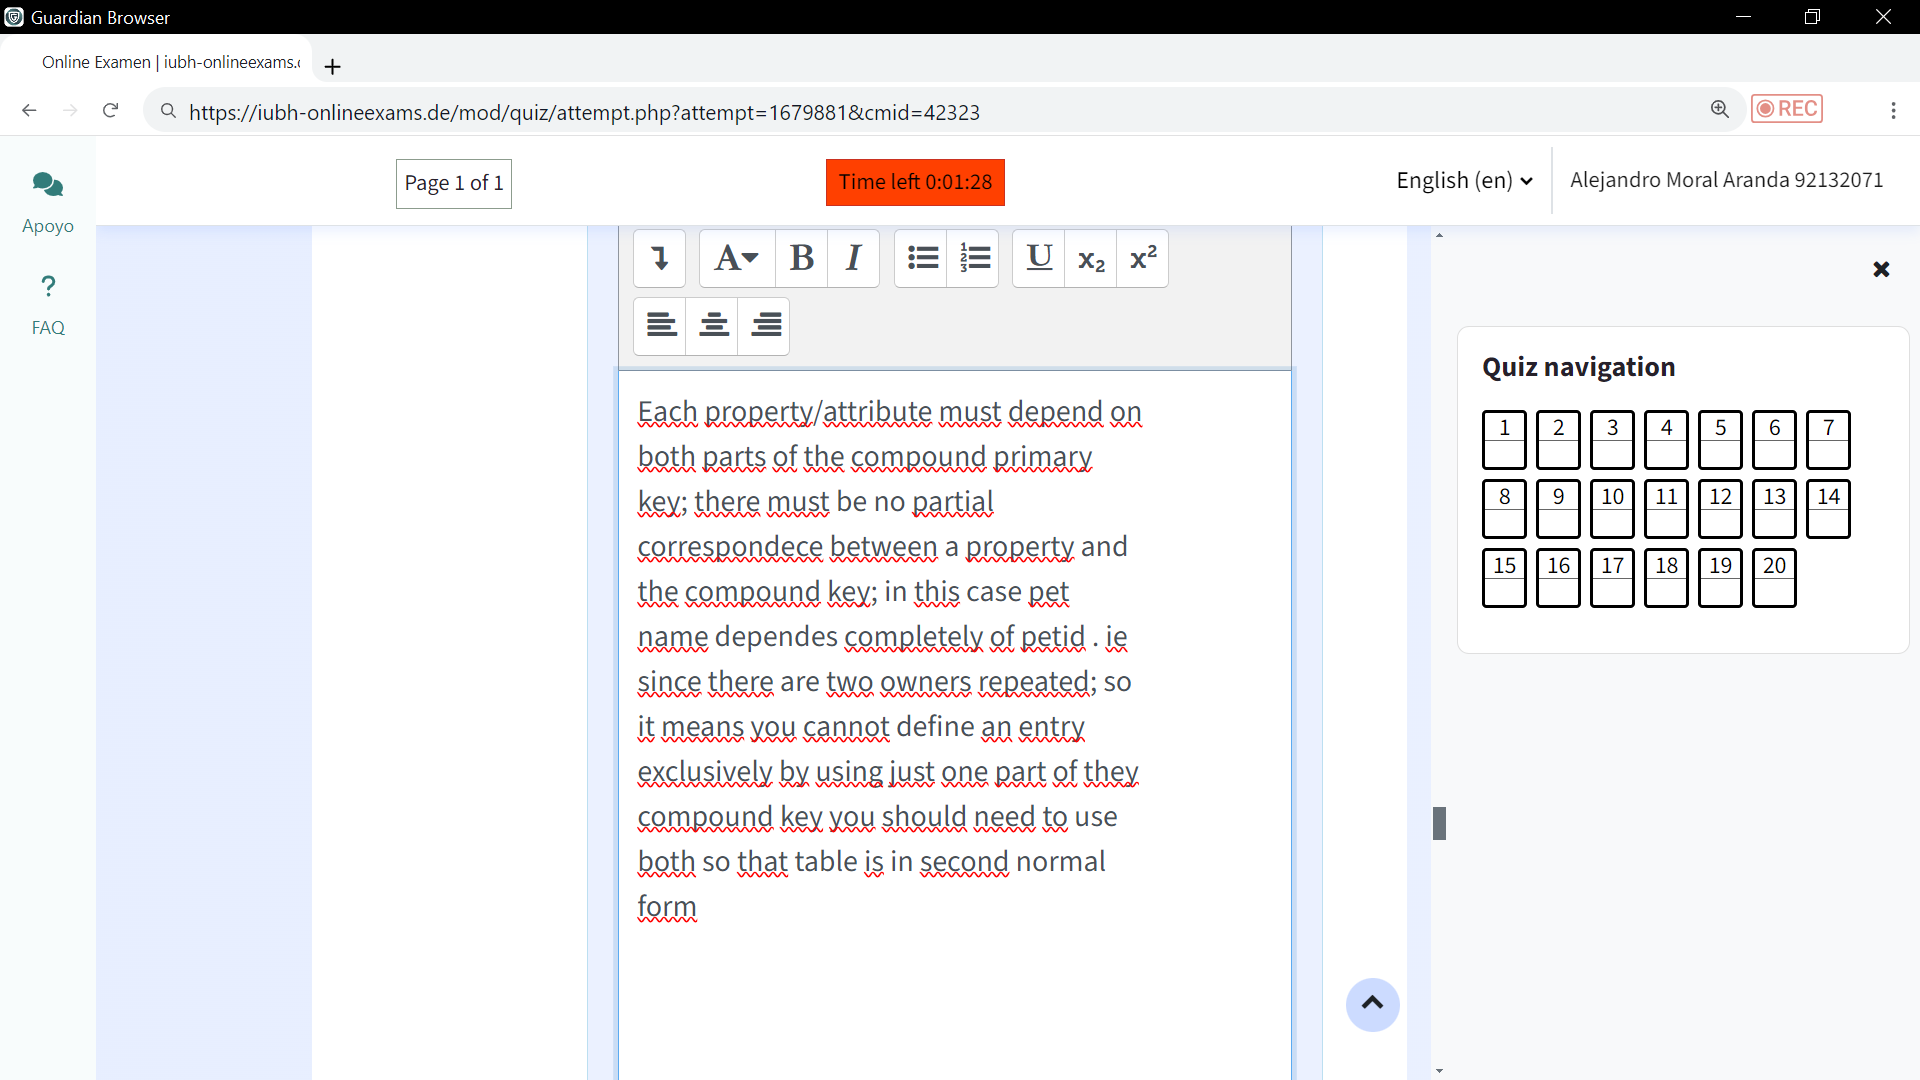 Guardian Browser
Online Examen | iubh-onlineexams.
https://iubh-onlineexams.de/mod/quiz/attempt.php?attempt=1679881&cmid=42323
REC
Page 1 of 1
Time left 0:01:28
English (en)
Alejandro Moral Aranda 92132071
Apoyo
FAQ
A B I U x₂ x²
Each property/attribute must depend on
both parts of the compound primary
key; there must be no partial
correspondece between a property and
the compound key; in this case pet
name dependes completely of petid . ie
since there are two owners repeated; so
it means you cannot define an entry
exclusively by using just one part of they
compound key you should need to use
both so that table is in second normal
form
Quiz navigation
1 2 3 4 5 6 7
8 9 10 11 12 13 14
15 16 17 18 19 20